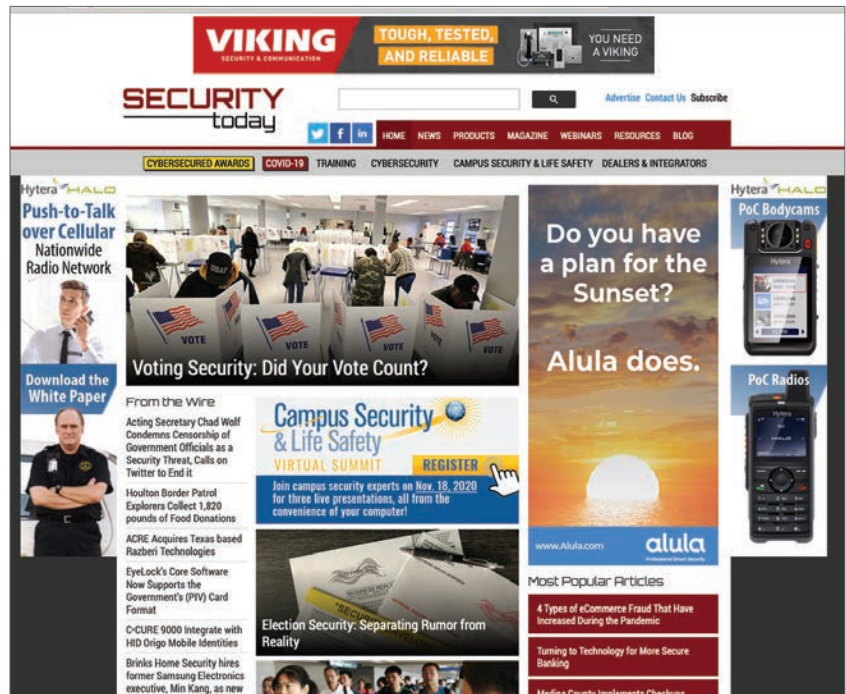 VIKING
SECURITY & COMMUNICATION
TOUGH, TESTED,
AND RELIABLE
YOU NEED
A VIKING
SECURITY
today
Advertise Contact Us Subscribe
HOME NEWS PRODUCTS MAGAZINE WEBINARS RESOURCES BLOG
CYBERSECURED AWARDS COVID-19 TRAINING CYBERSECURITY CAMPUS SECURITY & LIFE SAFETY DEALERS & INTEGRATORS
Hytera HALO
Push-to-Talk
over Cellular
Nationwide
Radio Network
Download the
White Paper
VOTE
VOTE
VOTE
VOTE
Voting Security: Did Your Vote Count?
From the Wire
Acting Secretary Chad Wolf
Condemns Censorship of
Government Officials as a
Security Threat, Calls on
Twitter to End it
Houlton Border Patrol
Explorers Collect 1,820
pounds of Food Donations
ACRE Acquires Texas based
Razberi Technologies
EyeLock's Core Software
Now Supports the
Government's (PIV) Card
Format
C•CURE 9000 Integrate with
HID Origo Mobile Identities
Brinks Home Security hires
former Samsung Electronics
executive, Min Kang, as new
Campus Security
& Life Safety
VIRTUAL SUMMIT
REGISTER
Join campus security experts on Nov. 18, 2020
for three live presentations, all from the
convenience of your computer!
Election Security: Separating Rumor from
Reality
Do you have
a plan for the
Sunset?
Alula does.
www.Alula.com
alula
Professional Smart Security
Most Popular Articles
4 Types of eCommerce Fraud That Have
Increased During the Pandemic
Turning to Technology for More Secure
Banking
Medina County Implements Checkups
Hytera HALO
PoC Bodycams
Hytera
PoC Radios
Hytera
HALO